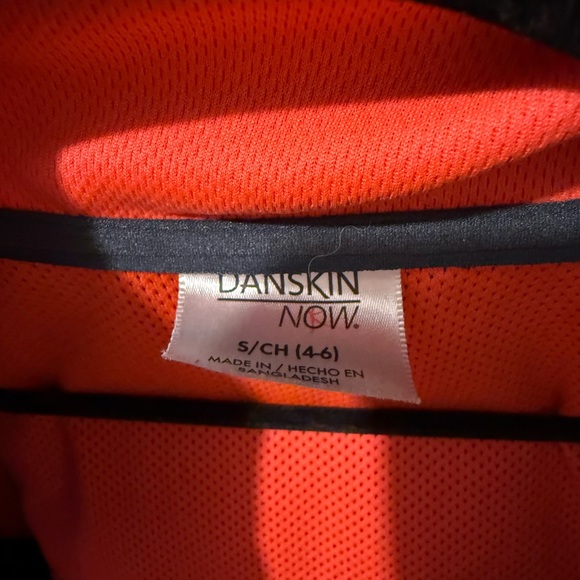 DANSKIN
NOW.
S/CH (4-6)
MADE IN / HECHO EN
BANGLADESH